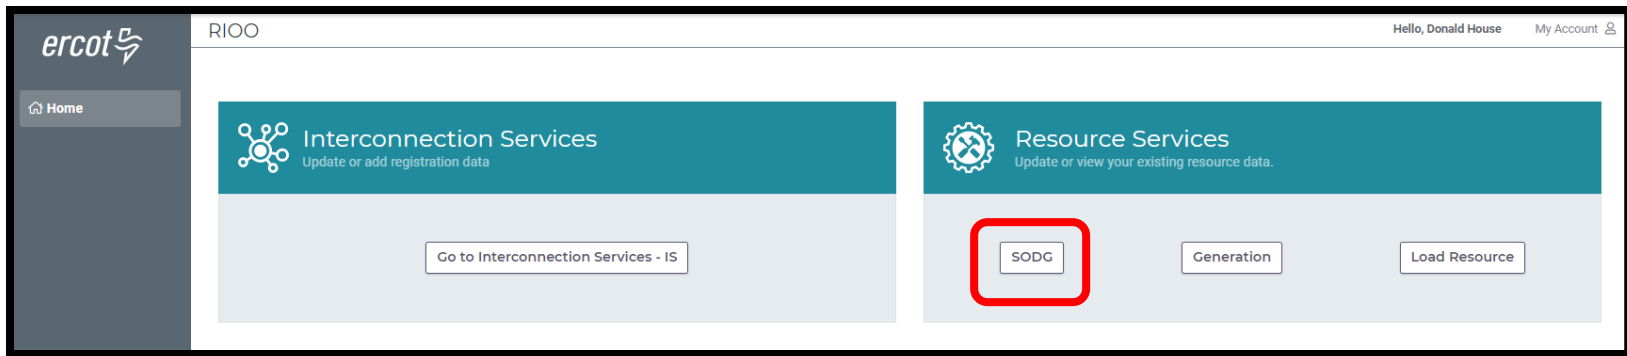 ercot
RIOO
Hello, Donald House
My Account
Home
Interconnection Services
Update or add registration data
Go to Interconnection Services - IS
Resource Services
Update or view your existing resource data.
SODG
Generation
Load Resource